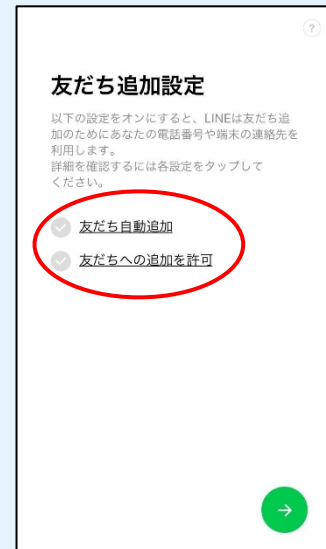 ?
友だち追加設定
以下の設定をオンにすると、LINEは友だち追
加のためにあなたの電話番号や端末の連絡先を
利用します。
詳細を確認するには各設定をタップして
ください。
友だち自動追加
友だちへの追加を許可